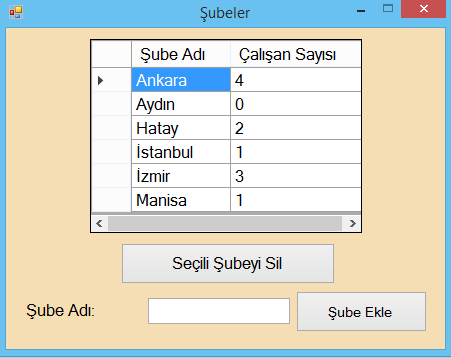 Şubeler
Şube Adı Çalışan Sayısı
Ankara 4
Aydın 0
Hatay 2
İstanbul 1
İzmir 3
Manisa 1
Seçili Şubeyi Sil
Şube Adı: Şube Ekle